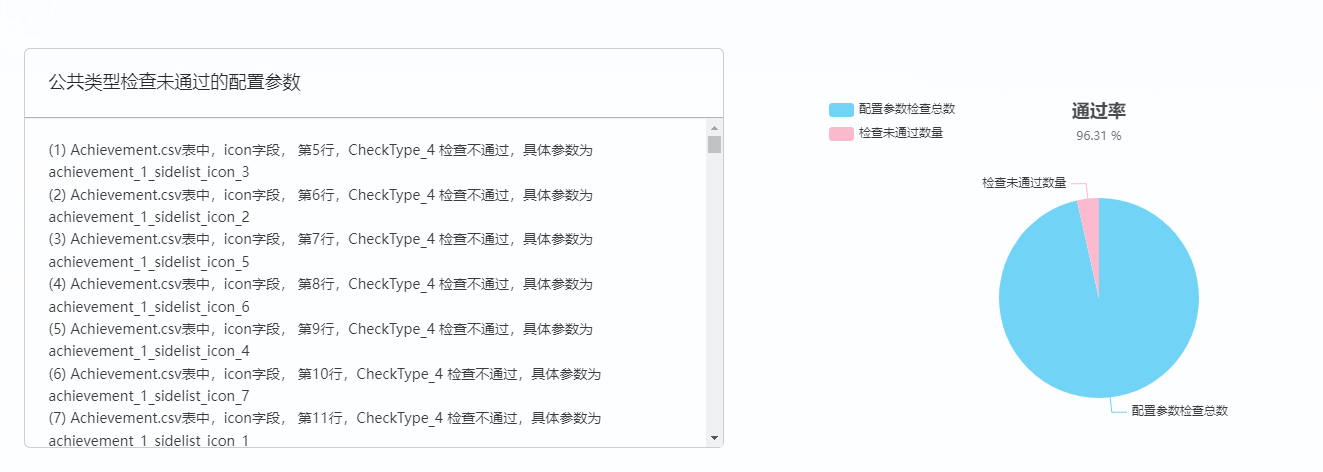 公共类型检查未通过的配置参数
(1) Achievement.csv表中，icon字段， 第5行，CheckType_4 检查不通过，具体参数为
achievement_1_sidelist_icon_3
(2) Achievement.csv表中，icon字段， 第6行，CheckType_4 检查不通过，具体参数为
achievement_1_sidelist_icon_2
(3) Achievement.csv表中，icon字段， 第7行，CheckType_4 检查不通过，具体参数为
achievement_1_sidelist_icon_5
(4) Achievement.csv表中，icon字段， 第8行，CheckType_4 检查不通过，具体参数为
achievement_1_sidelist_icon_6
(5) Achievement.csv表中，icon字段， 第9行，CheckType_4 检查不通过，具体参数为
achievement_1_sidelist_icon_4
(6) Achievement.csv表中，icon字段， 第10行，CheckType_4 检查不通过，具体参数为
achievement_1_sidelist_icon_7
(7) Achievement.csv表中，icon字段， 第11行，CheckType_4 检查不通过，具体参数为
achievement_1_sidelist_icon_1
配置参数检查总数
检查未通过数量
通过率
96.31 %
检查未通过数量
配置参数检查总数